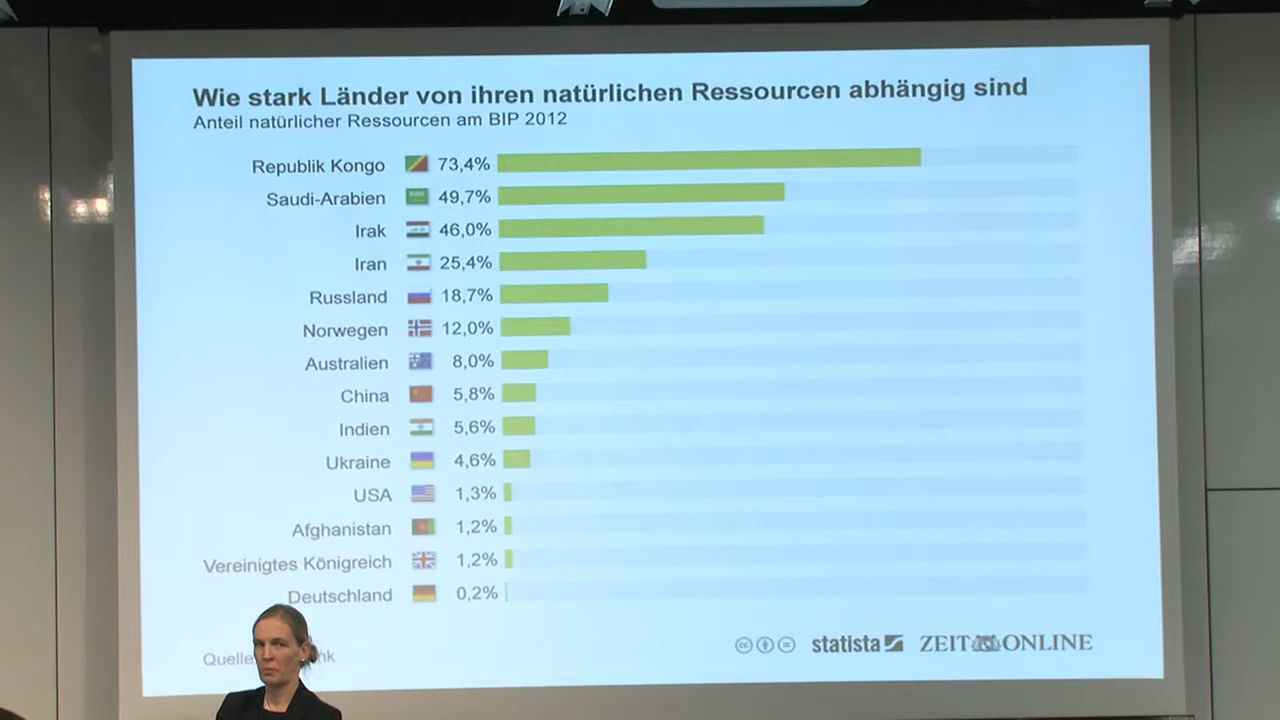 Wie stark Länder von ihren natürlichen Ressourcen abhängig sind
Anteil natürlicher Ressourcen am BIP 2012
Republik Kongo 73,4%
Saudi-Arabien 49,7%
Irak 46,0%
Iran 25,4%
Russland 18,7%
Norwegen 12,0%
Australien 8,0%
China 5,8%
Indien 5,6%
Ukraine 4,6%
USA 1,3%
Afghanistan 1,2%
Vereinigtes Königreich 1,2%
Deutschland 0,2%
Quelle
statista ZEIT ONLINE